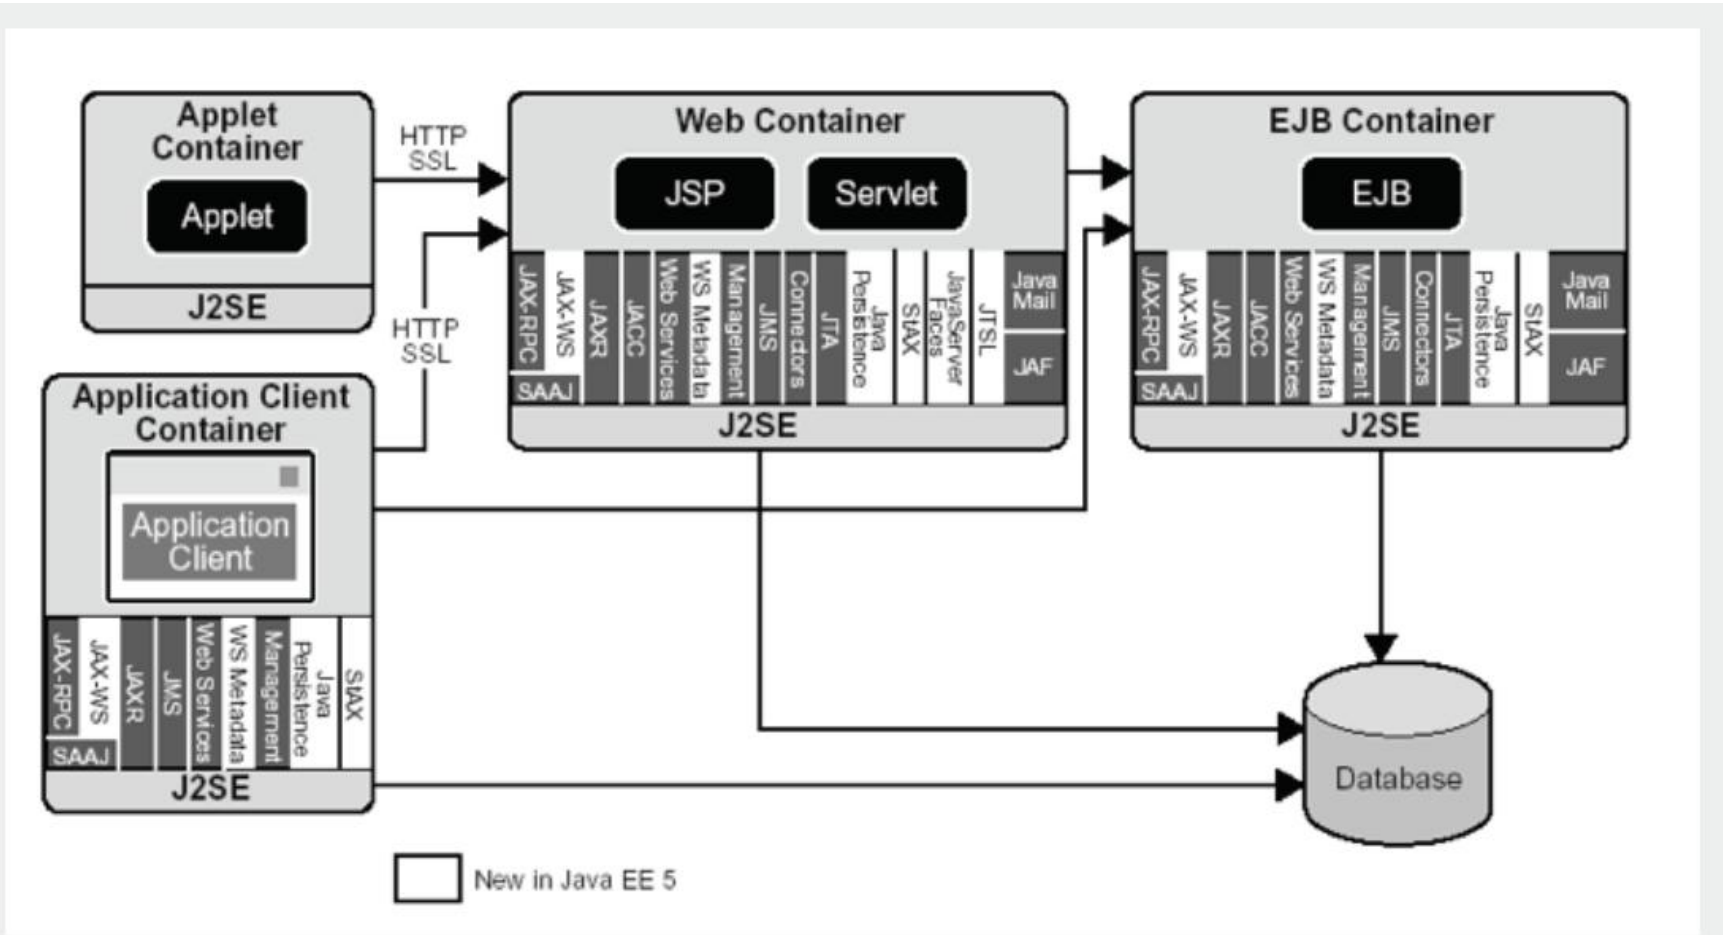 Applet
Container
Applet
J2SE
HTTP
SSL
HTTP
SSL
Web Container
JSP
Servlet
JAX-RPC
JAX-WS
SAAJ
JAXR
JACC
Web Services
WS Metadata
Management
JMS
Connectors
JTA
Java
Persistence
StAX
JavaServer
Faces
JTSL
Java
Mail
JAF
J2SE
EJB Container
EJB
JAX-RPC
JAX-WS
SAAJ
JAXR
JACC
Web Services
WS Metadata
Management
JMS
Connectors
JTA
Java
Persistence
StAX
Java
Mail
JAF
J2SE
Application Client
Container
Application
Client
JAX-RPC
JAX-WS
SAAJ
JAXR
JMS
Web Services
WS Metadata
Management
Java
Persistence
StAX
J2SE
Database
New in Java EE 5